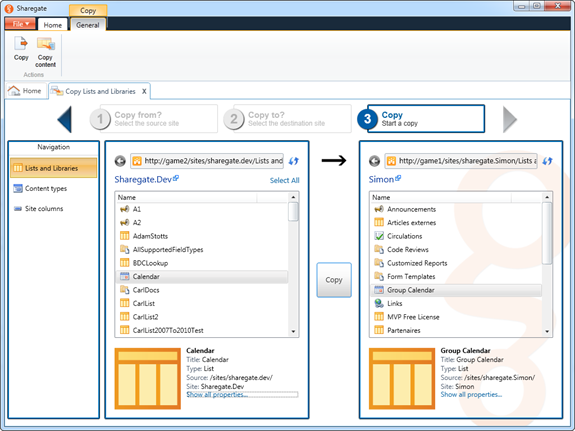 Sharegate
Copy
File
Home
General
Copy
Copy content
Actions
Home
Copy Lists and Libraries X
1 Copy from?
Select the source site
2 Copy to?
Select the destination site
3 Copy
Start a copy
Navigation
Lists and Libraries
Content types
Site columns
http://game2/sites/sharegate.dev/Lists and
Sharegate.Dev
Select All
Name
A1
A2
AdamStotts
AllSupportedFieldTypes
BDCLookup
Calendar
CarlDocs
CarlList
CarlList2
CarlList2007To2010Test
Calendar
Title: Calendar
Type: List
Source: /sites/sharegate.dev/
Site: Sharegate.Dev
Show all properties...
Copy
http://game1/sites/sharegate.Simon/Lists a
Simon
Name
Announcements
Articles externes
Circulations
Code Reviews
Customized Reports
Form Templates
Group Calendar
Links
MVP Free License
Partenaires
Group Calendar
Title: Group Calendar
Type: List
Source: /sites/sharegate.Simon/
Site: Simon
Show all properties...